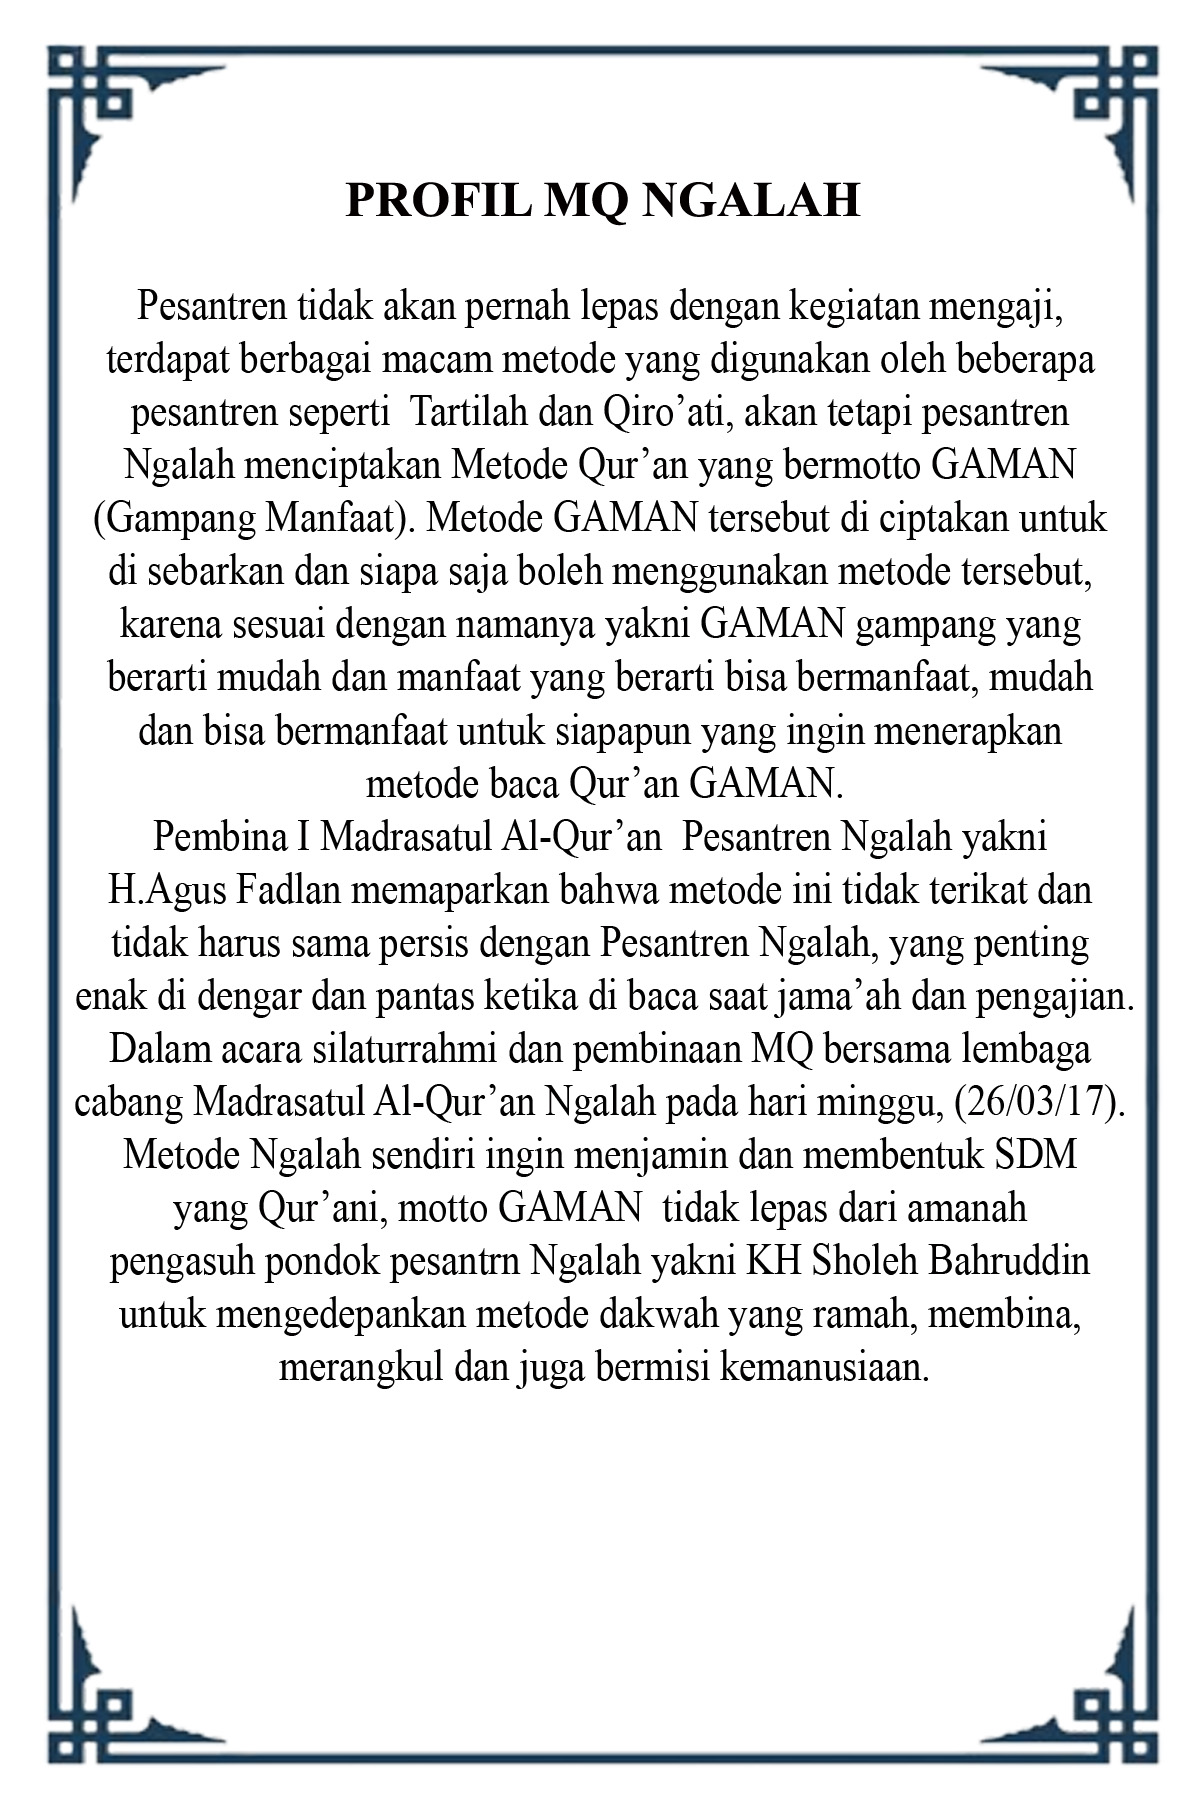 PROFIL MQ NGALAH
Pesantren tidak akan pernah lepas dengan kegiatan mengaji,
terdapat berbagai macam metode yang digunakan oleh beberapa
pesantren seperti  Tartilah dan Qiro’ati, akan tetapi pesantren
Ngalah menciptakan Metode Qur’an yang bermotto GAMAN
(Gampang Manfaat). Metode GAMAN tersebut di ciptakan untuk
di sebarkan dan siapa saja boleh menggunakan metode tersebut,
karena sesuai dengan namanya yakni GAMAN gampang yang
berarti mudah dan manfaat yang berarti bisa bermanfaat, mudah
dan bisa bermanfaat untuk siapapun yang ingin menerapkan
metode baca Qur’an GAMAN.
Pembina I Madrasatul Al-Qur’an  Pesantren Ngalah yakni
H.Agus Fadlan memaparkan bahwa metode ini tidak terikat dan
tidak harus sama persis dengan Pesantren Ngalah, yang penting
enak di dengar dan pantas ketika di baca saat jama’ah dan pengajian.
Dalam acara silaturrahmi dan pembinaan MQ bersama lembaga
cabang Madrasatul Al-Qur’an Ngalah pada hari minggu, (26/03/17).
Metode Ngalah sendiri ingin menjamin dan membentuk SDM
yang Qur’ani, motto GAMAN  tidak lepas dari amanah
pengasuh pondok pesantrn Ngalah yakni KH Sholeh Bahruddin
untuk mengedepankan metode dakwah yang ramah, membina,
merangkul dan juga bermisi kemanusiaan.